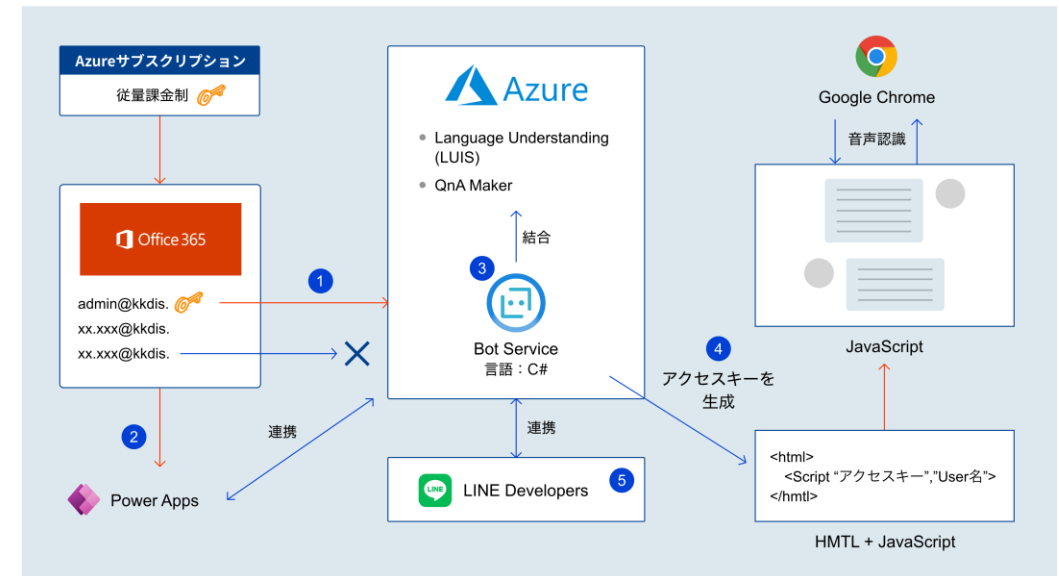 Azureサブスクリプション
従量課金制
Office 365
admin@kkdis.
xx.xxx@kkdis.
xx.xxx@kkdis.
1
2
連携
Power Apps
Azure
Language Understanding
(LUIS)
QnA Maker
結合
3
Bot Service
言語：C#
連携
LINE
LINE Developers
5
4
アクセスキーを
生成
Google Chrome
音声認識
JavaScript
<html>
<Script “アクセスキー”,"User名”>
</hmtl>
HMTL + JavaScript